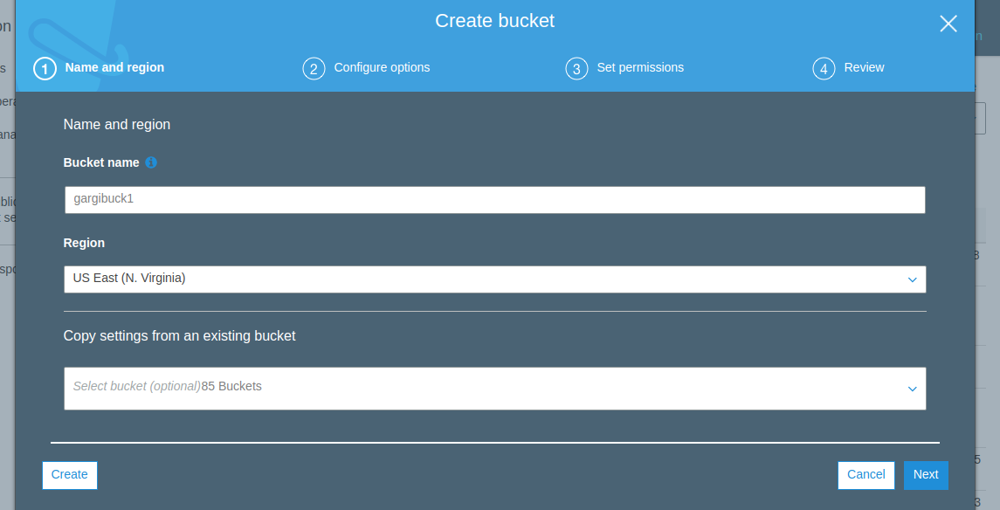 Create bucket
1 Name and region
2 Configure options
3 Set permissions
4 Review
Name and region
Bucket name
gargibuck1
Region
US East (N. Virginia)
Copy settings from an existing bucket
Select bucket (optional)85 Buckets
Create
Cancel
Next